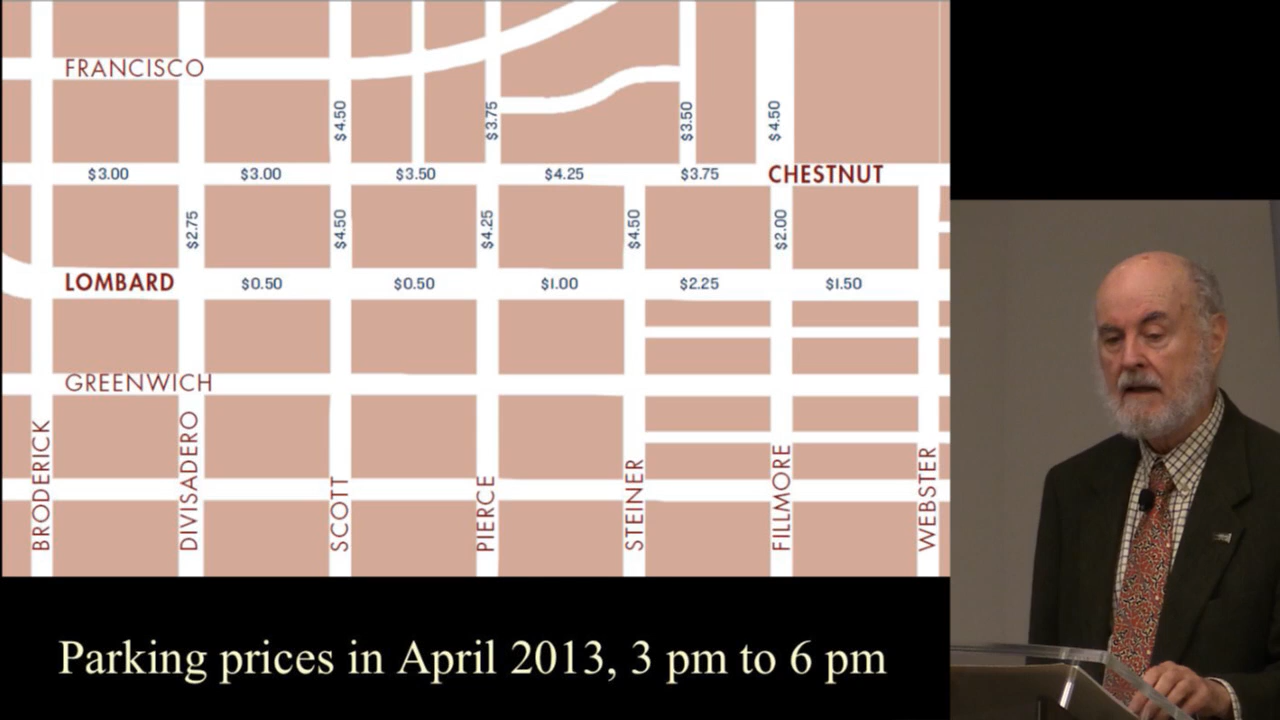 FRANCISCO
$4.50
$3.75
$3.50
$4.50
$3.00
$3.00
$3.50
$4.25
$3.75
CHESTNUT
$2.75
$4.50
$4.25
$4.50
$2.00
LOMBARD
$0.50
$0.50
$1.00
$2.25
$1.50
GREENWICH
BRODERICK
DIVISADERO
SCOTT
PIERCE
STEINER
FILLMORE
WEBSTER
Parking prices in April 2013, 3 pm to 6 pm